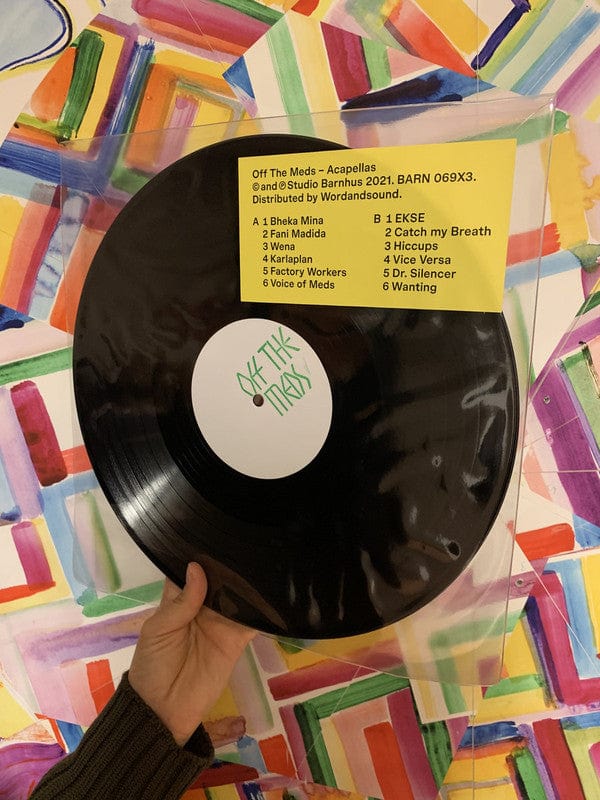 Off The Meds – Acapellas
© and ℗ Studio Barnhus 2021. BARN 069X3.
Distributed by Wordandsound.
A 1 Bheka Mina
2 Fani Madida
3 Wena
4 Karlaplan
5 Factory Workers
6 Voice of Meds
B 1 EKSE
2 Catch my Breath
3 Hiccups
4 Vice Versa
5 Dr. Silencer
6 Wanting
OFF THE
MEDS